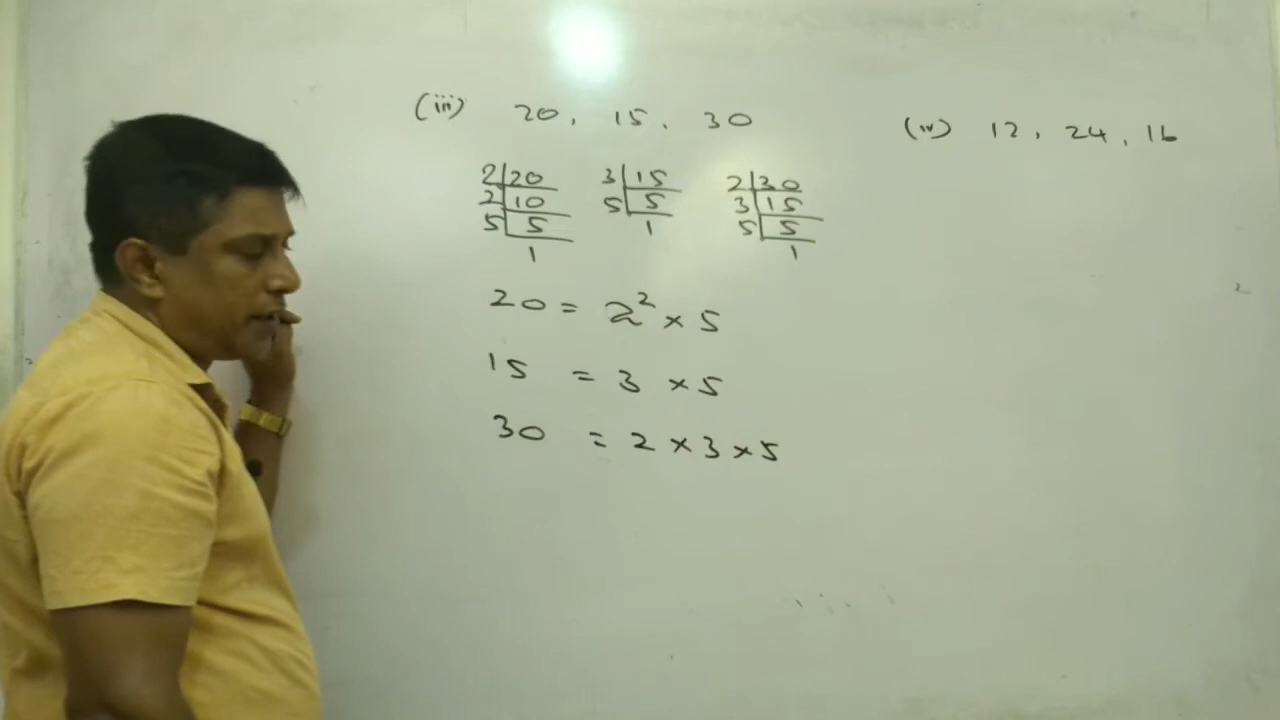 (iii) 20, 15, 30
2|20
2|10
5|5
1
3|15
5|5
1
2|30
3|15
5|5
1
20 = 2² × 5
15 = 3 × 5
30 = 2 × 3 × 5
(iv) 12, 24, 16